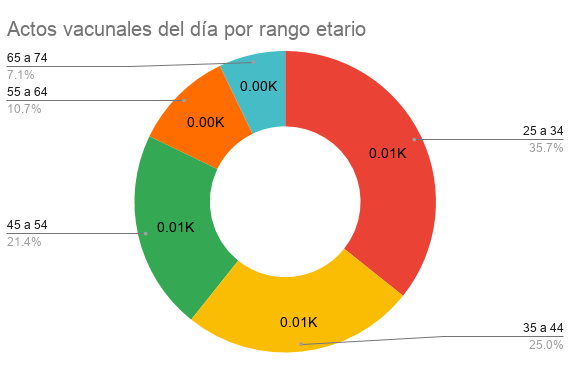 Actos vacunales del día por rango etario
65 a 74
7.1%
0.00K
55 a 64
10.7%
0.00K
25 a 34
35.7%
0.01K
45 a 54
21.4%
0.01K
35 a 44
25.0%
0.01K